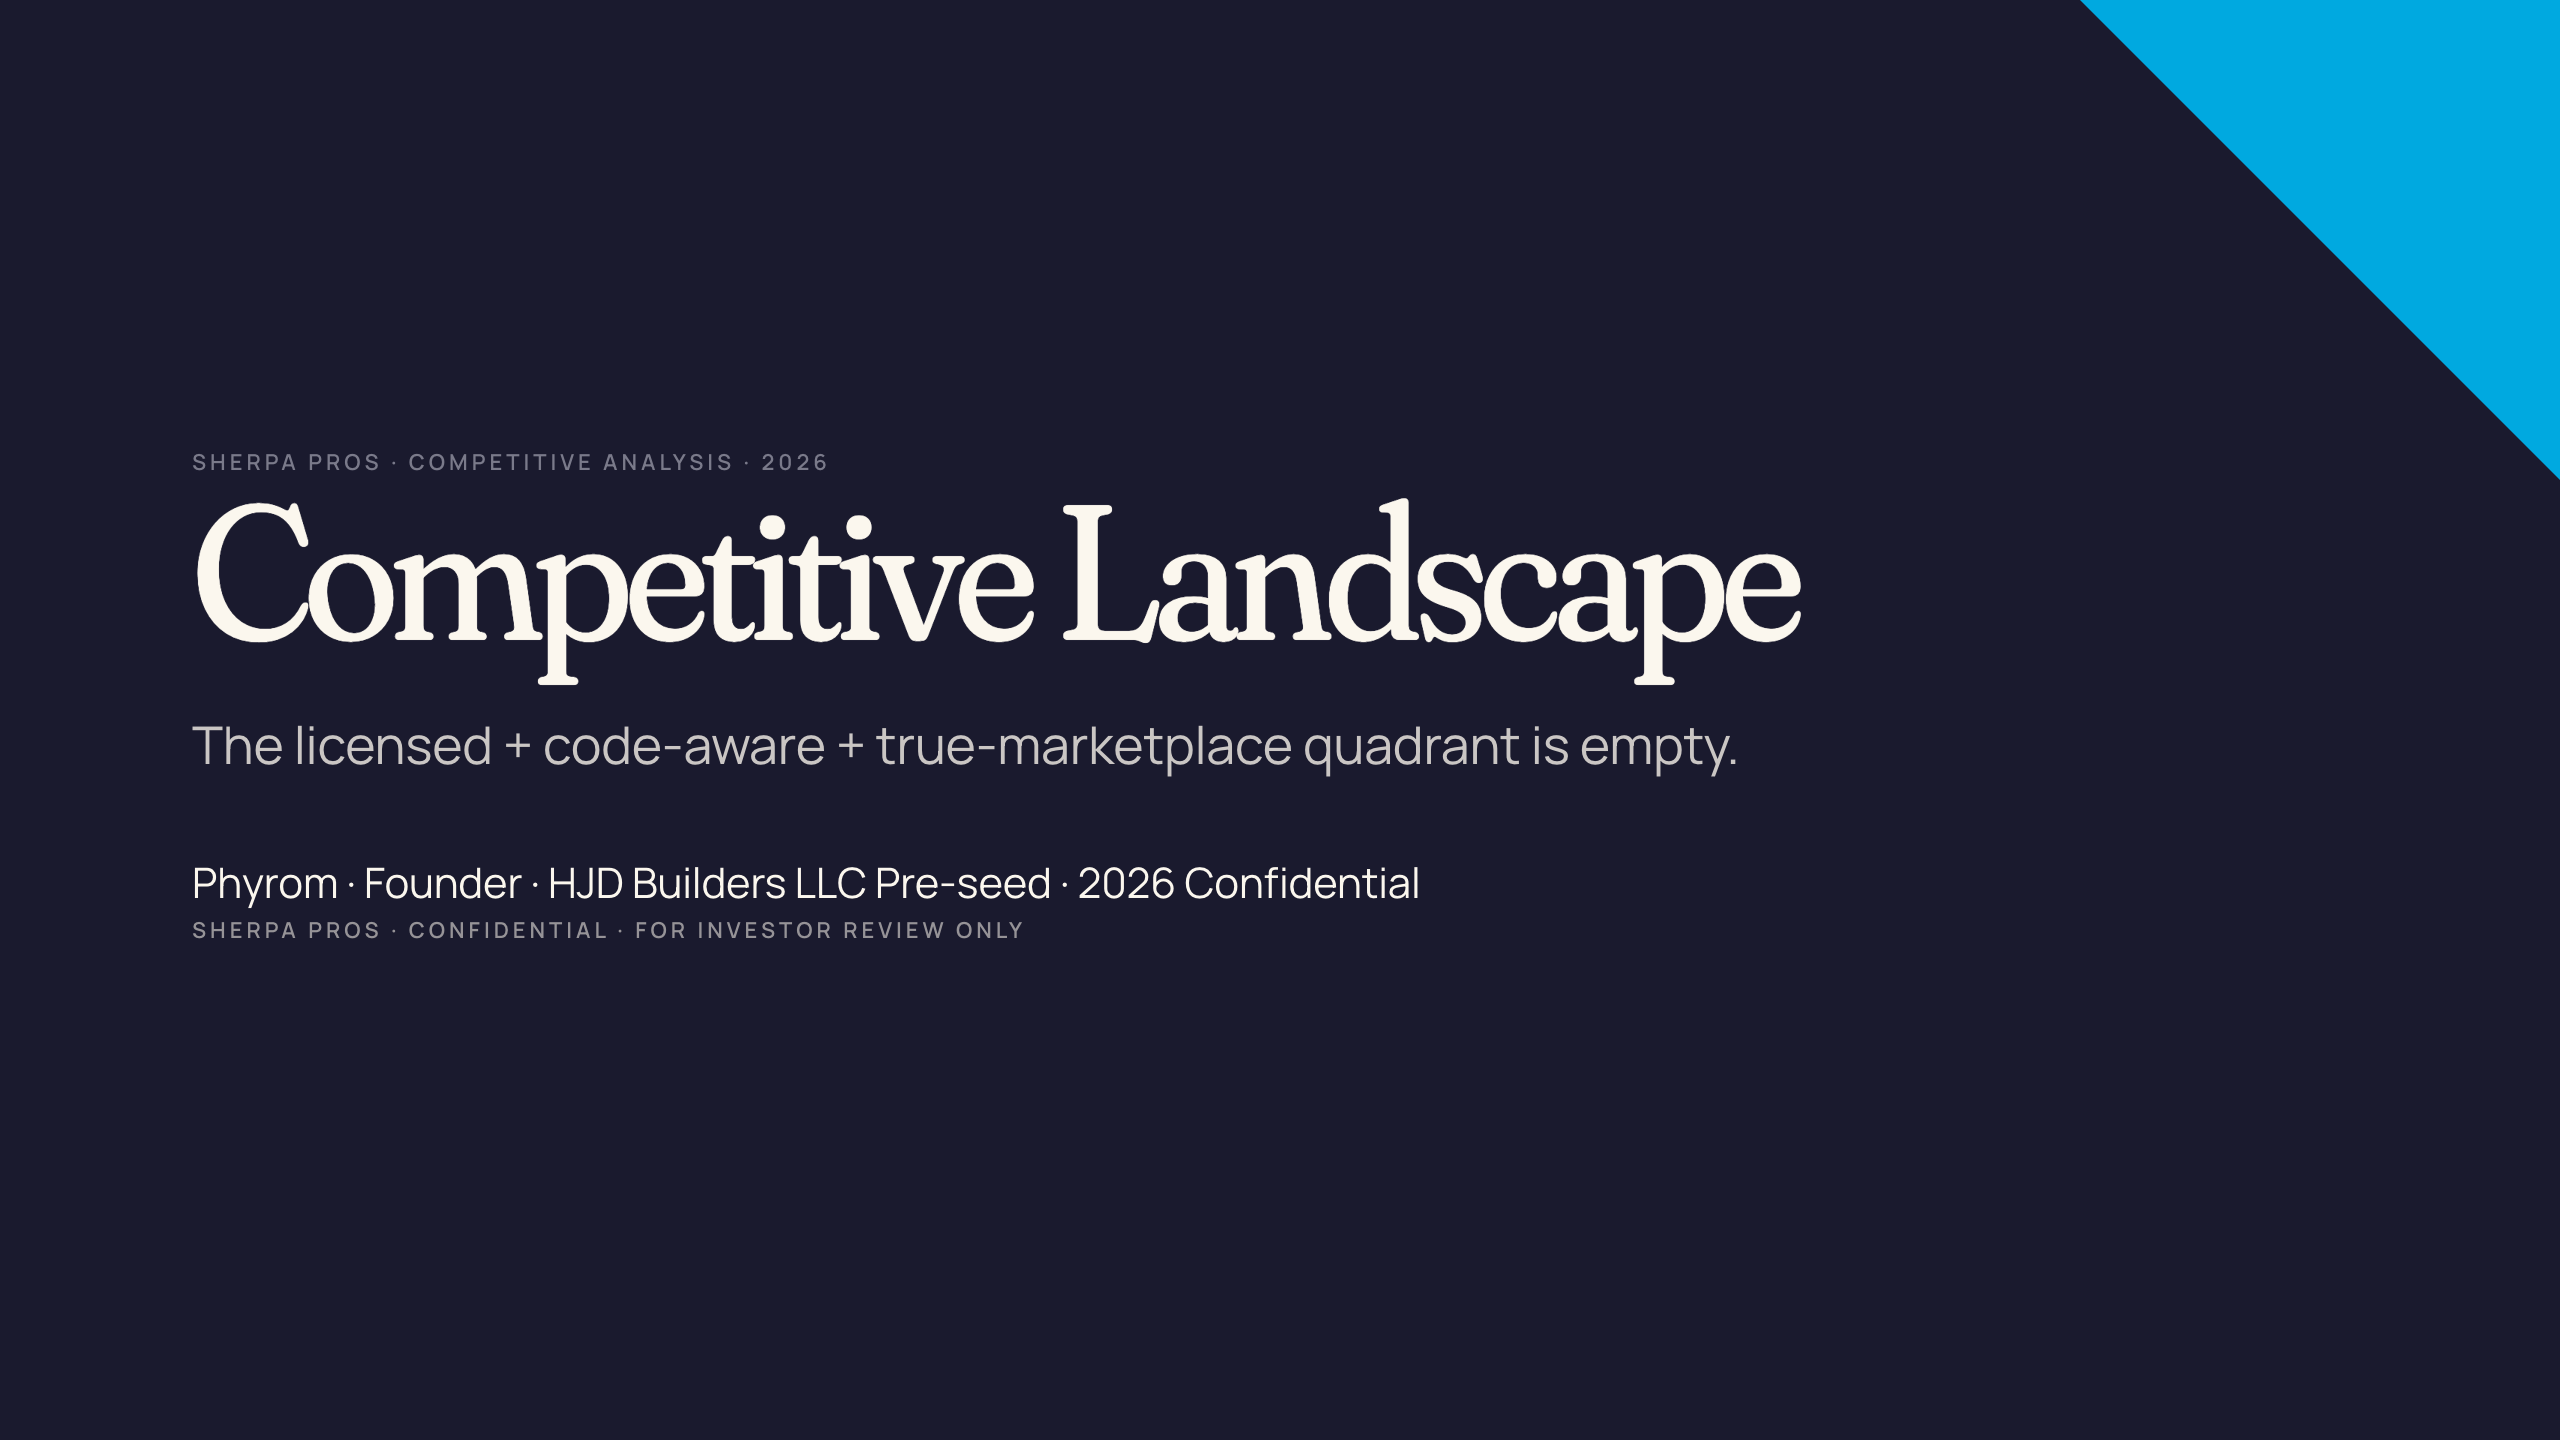 SHERPA PROS · COMPETITIVE ANALYSIS · 2026
Competitive Landscape
The licensed + code-aware + true-marketplace quadrant is empty.
Phyrom · Founder · HJD Builders LLC Pre-seed · 2026 Confidential
SHERPA PROS · CONFIDENTIAL · FOR INVESTOR REVIEW ONLY